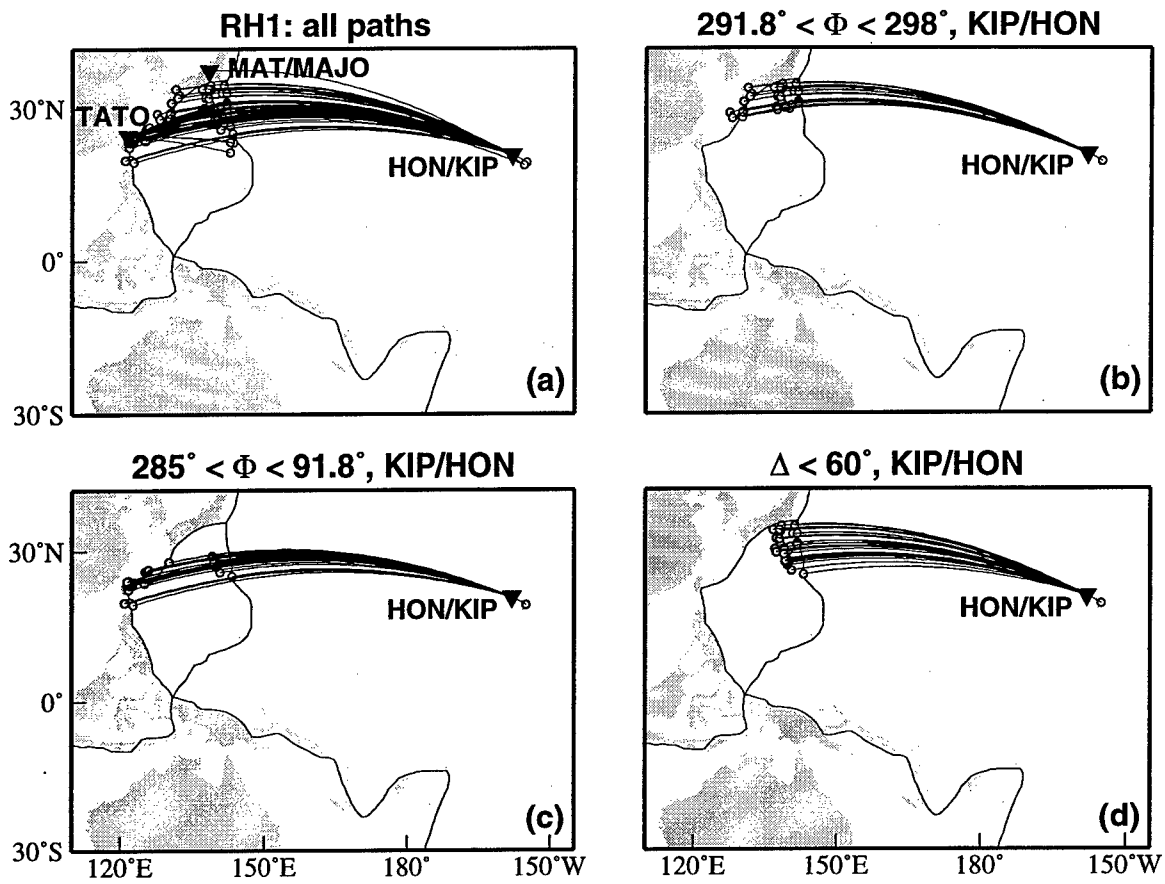 RH1: all paths
291.8° < Φ < 298°, KIP/HON
MAT/MAJO
30°N
TATO
HON/KIP
HON/KIP
0°
(a)
(b)
30°S
285° < Φ < 91.8°, KIP/HON
Δ < 60°, KIP/HON
30°N
HON/KIP
HON/KIP
0°
(c)
(d)
30°S
120°E
150°E
180°
150°W
120°E
150°E
180°
150°W